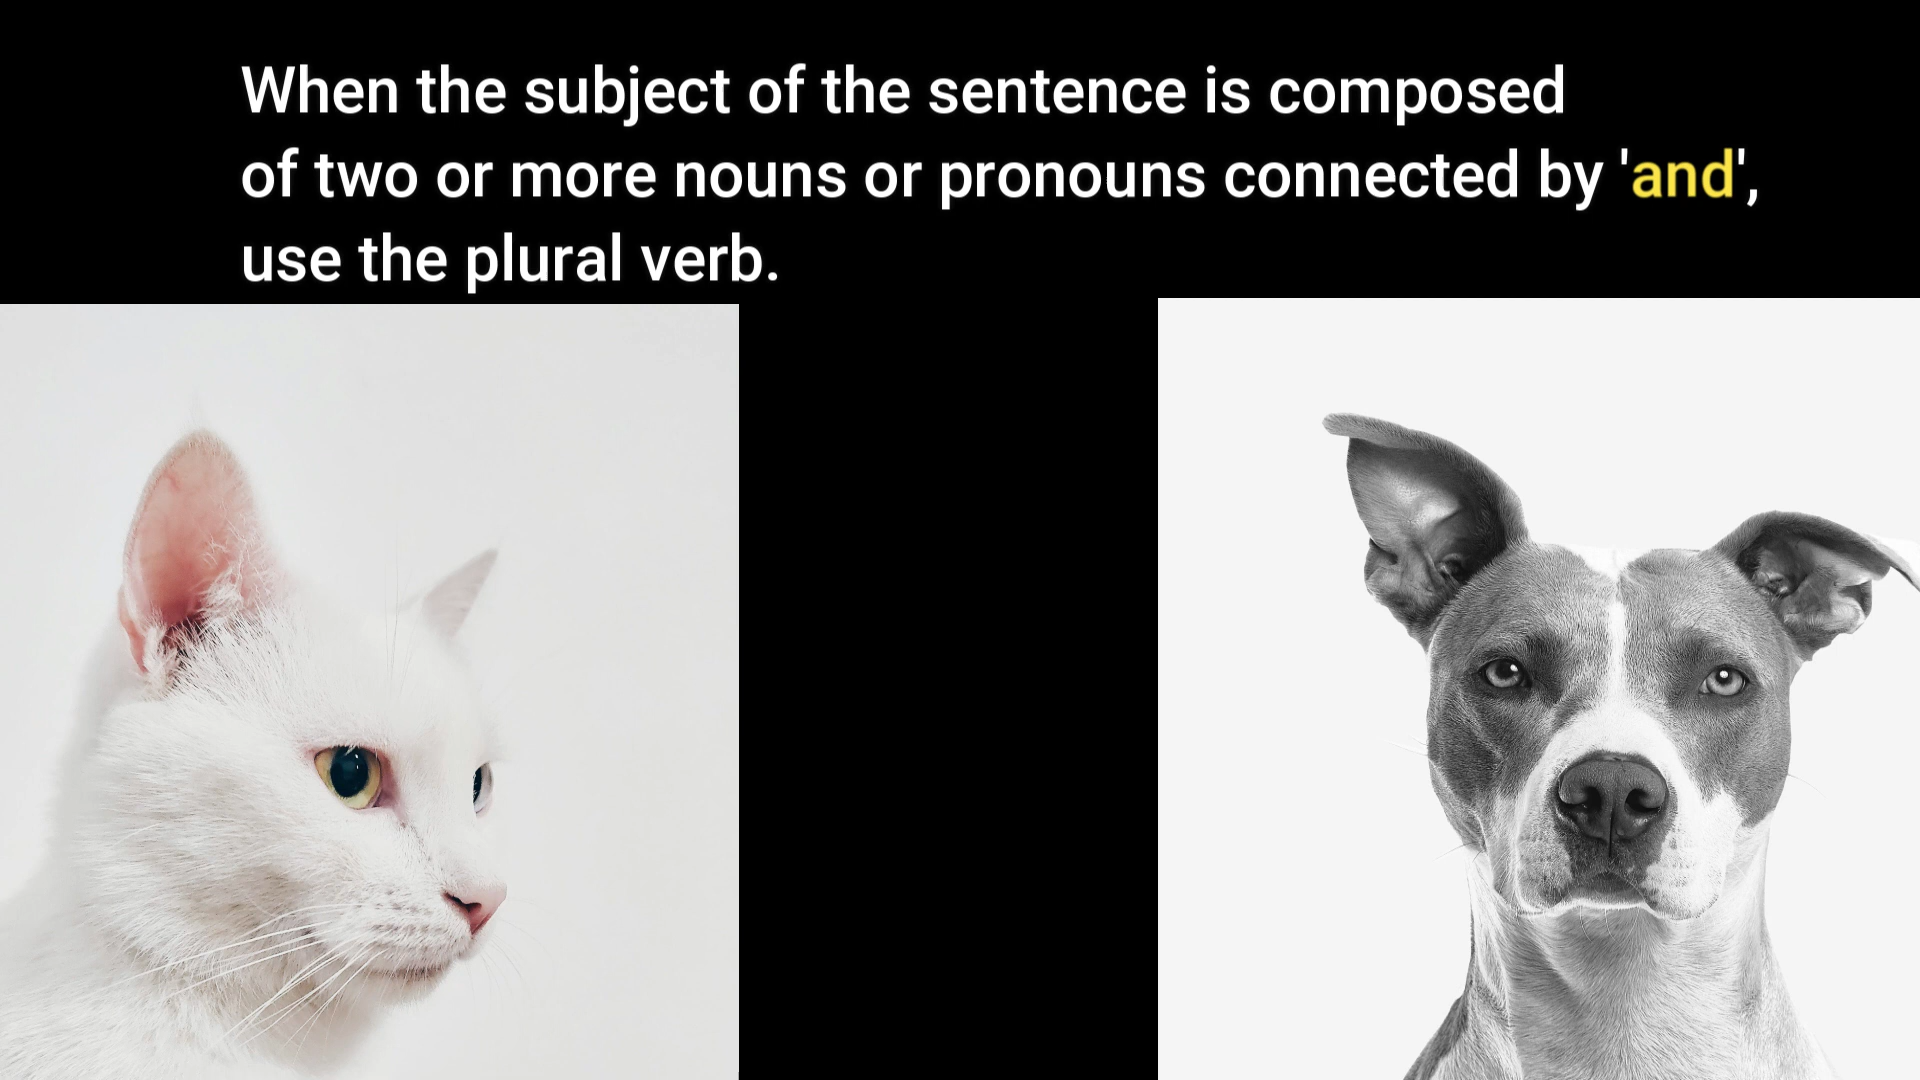 When the subject of the sentence is composed
of two or more nouns or pronouns connected by 'and',
use the plural verb.